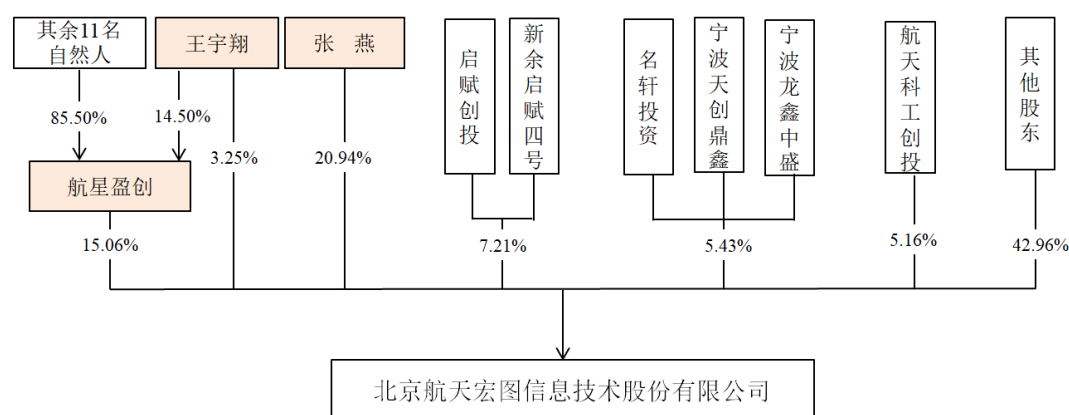 其余11名
自然人
王宇翔
张　燕
启赋创投
新余启赋四号
名轩投资
宁波天创鼎鑫
宁波龙鑫中盛
航天科工创投
其他股东
85.50%
14.50%
3.25%
20.94%
航星盈创
15.06%
7.21%
5.43%
5.16%
42.96%
北京航天宏图信息技术股份有限公司